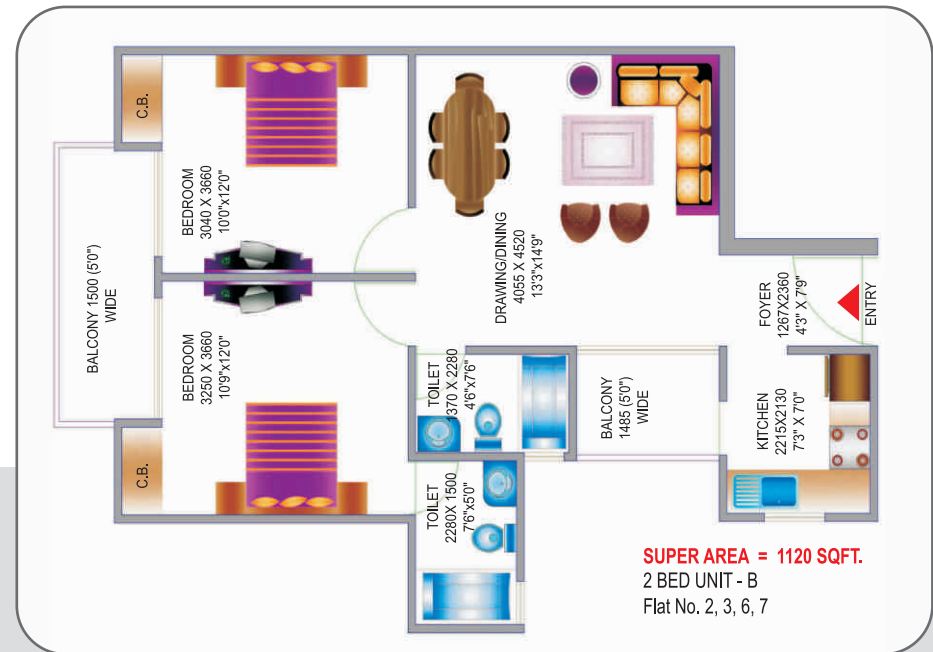 C.B.
BEDROOM
3040 X 3660
10'0"x12'0"
BALCONY 1500 (5'0")
WIDE
BEDROOM
3250 X 3660
10'9"x12'0"
C.B.
DRAWING/DINING
4055 X 4520
13'3"x14'9"
FOYER
1267X2360
4'3" X 7'9"
ENTRY
TOILET
1370 X 2280
4'6"x7'6"
BALCONY
1485 (5'0")
WIDE
KITCHEN
2215X2130
7'3" X 7'0"
TOILET
2280X 1500
7'6"x5'0"
SUPER AREA = 1120 SQFT.
2 BED UNIT - B
Flat No. 2, 3, 6, 7